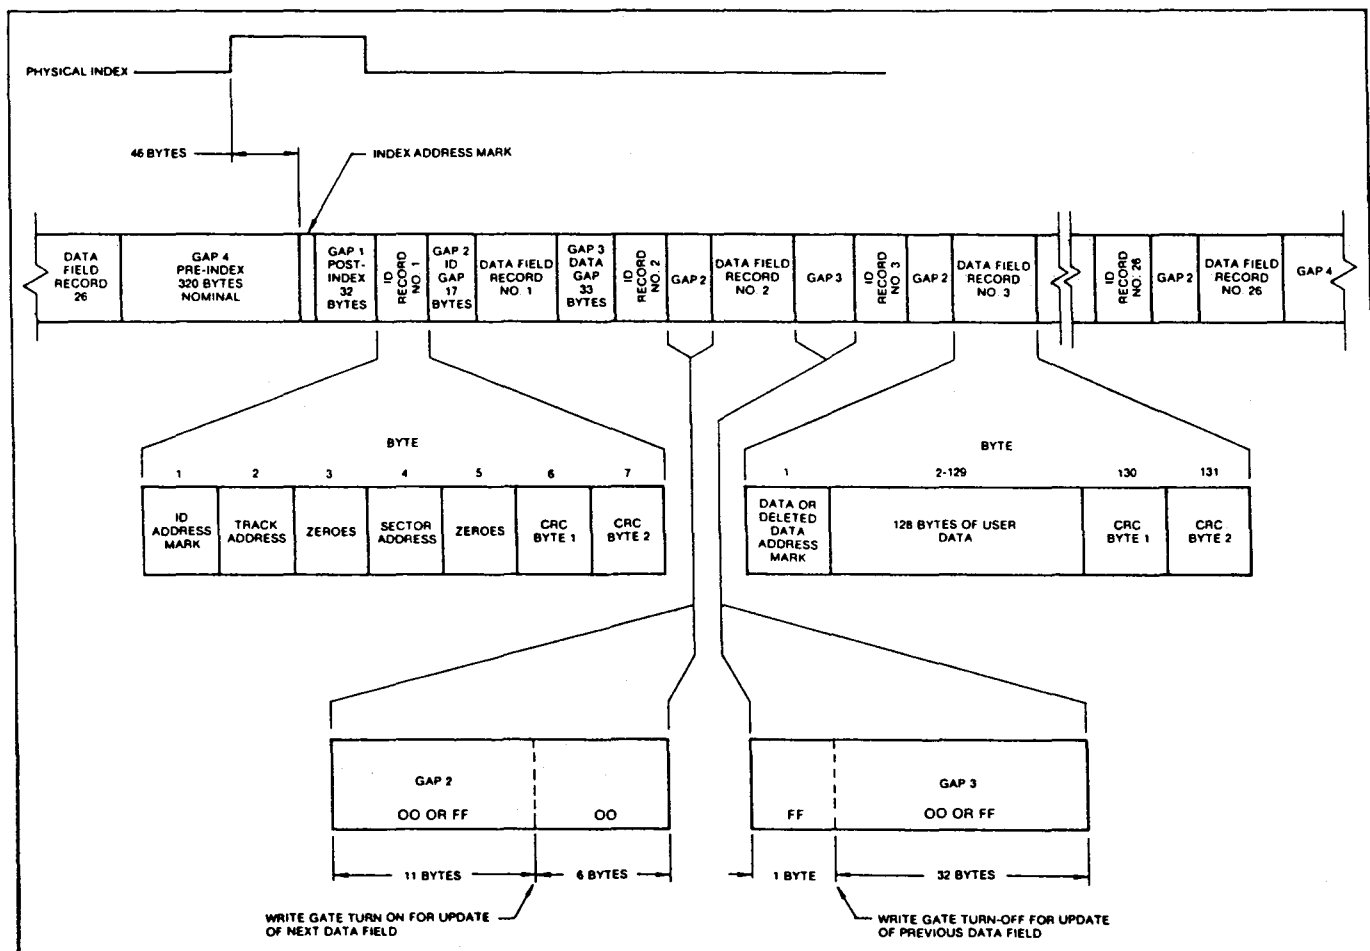 PHYSICAL INDEX
46 BYTES
INDEX ADDRESS MARK
DATA
FIELD
RECORD
26
GAP 4
PRE-INDEX
320 BYTES
NOMINAL
GAP 1
POST-
INDEX
32
BYTES
ID
RECORD
NO. 1
GAP 2
ID
GAP
17
BYTES
DATA FIELD
RECORD
NO. 1
GAP 3
DATA
GAP
33
BYTES
ID
RECORD
NO. 2
GAP 2
DATA FIELD
RECORD
NO. 2
GAP 3
ID
RECORD
NO. 3
GAP 2
DATA FIELD
RECORD
NO. 3
ID
RECORD
NO. 26
GAP 2
DATA FIELD
RECORD
NO. 26
GAP 4
BYTE
1 2 3 4 5 6 7
ID
ADDRESS
MARK
TRACK
ADDRESS
ZEROES
SECTOR
ADDRESS
ZEROES
CRC
BYTE 1
CRC
BYTE 2
BYTE
1 2-129 130 131
DATA OR
DELETED
DATA
ADDRESS
MARK
128 BYTES OF USER
DATA
CRC
BYTE 1
CRC
BYTE 2
GAP 2
OO OR FF
OO
11 BYTES
6 BYTES
WRITE GATE TURN ON FOR UPDATE
OF NEXT DATA FIELD
GAP 3
FF
OO OR FF
1 BYTE
32 BYTES
WRITE GATE TURN-OFF FOR UPDATE
OF PREVIOUS DATA FIELD